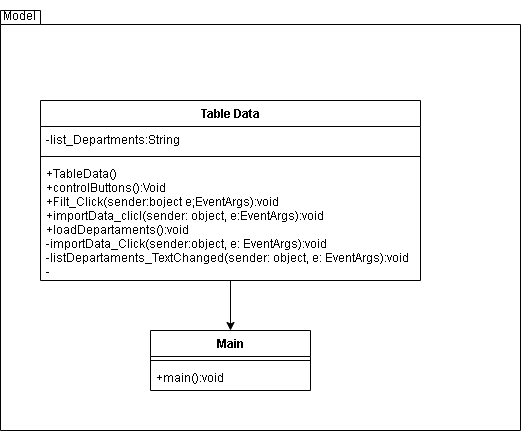 Model
Table Data
-list_Departments:String
+TableData()
+controlButtons():Void
+Filt_Click(sender:boject e;EventArgs):void
+importData_clicl(sender: object, e:EventArgs):void
+loadDepartaments():void
-importData_Click(sender:object, e: EventArgs):void
-listDepartaments_TextChanged(sender: object, e: EventArgs):void
-
Main
+main():void